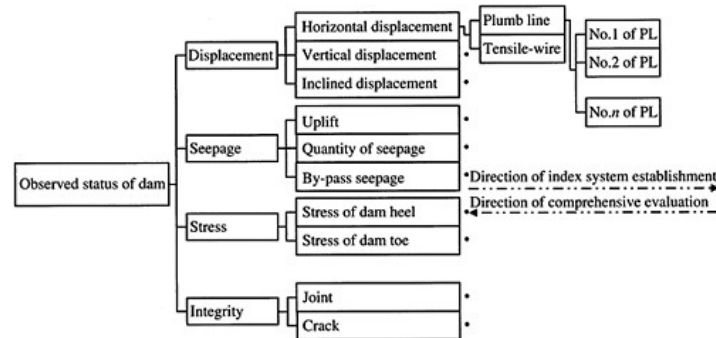 Observed status of dam
Displacement
Horizontal displacement
Vertical displacement
Inclined displacement
Plumb line
Tensile-wire
No.1 of PL
No.2 of PL
No.n of PL
Seepage
Uplift
Quantity of seepage
By-pass seepage
Direction of index system establishment
Direction of comprehensive evaluation
Stress
Stress of dam heel
Stress of dam toe
Integrity
Joint
Crack